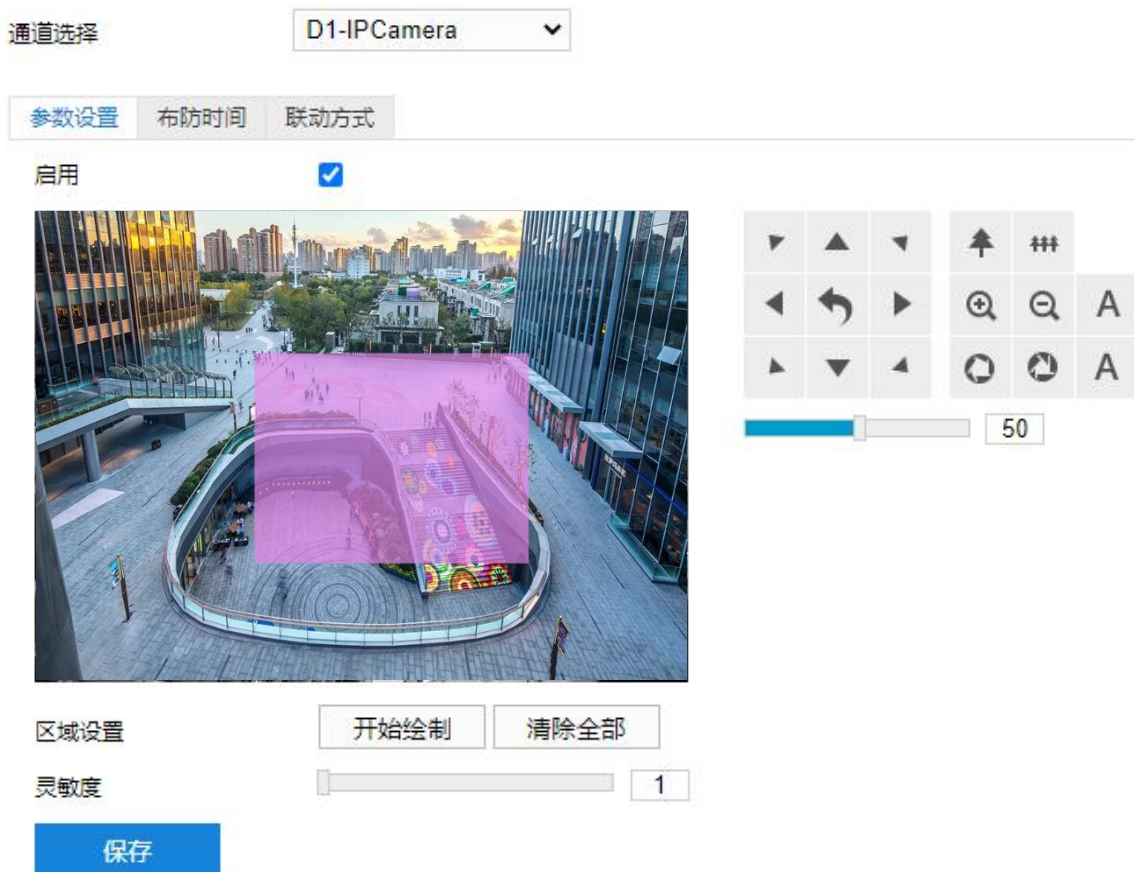 通道选择
D1-IPCamera
参数设置 布防时间 联动方式
启用
A
A
50
区域设置 开始绘制 清除全部
灵敏度 1
保存